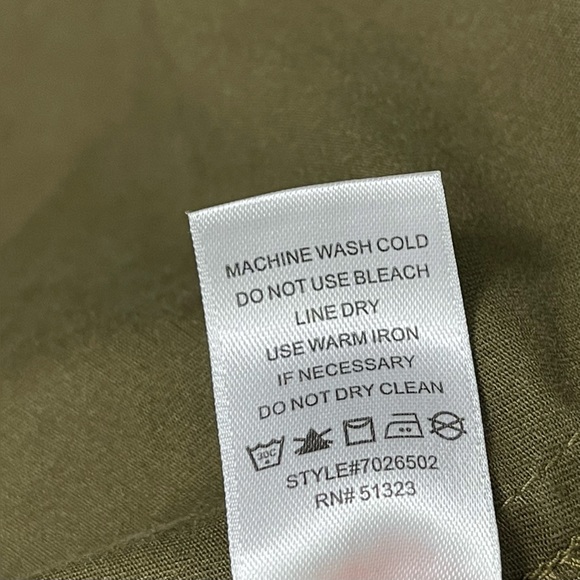 MACHINE WASH COLD
DO NOT USE BLEACH
LINE DRY
USE WARM IRON
IF NECESSARY
DO NOT DRY CLEAN
30C
STYLE#7026502
RN# 51323